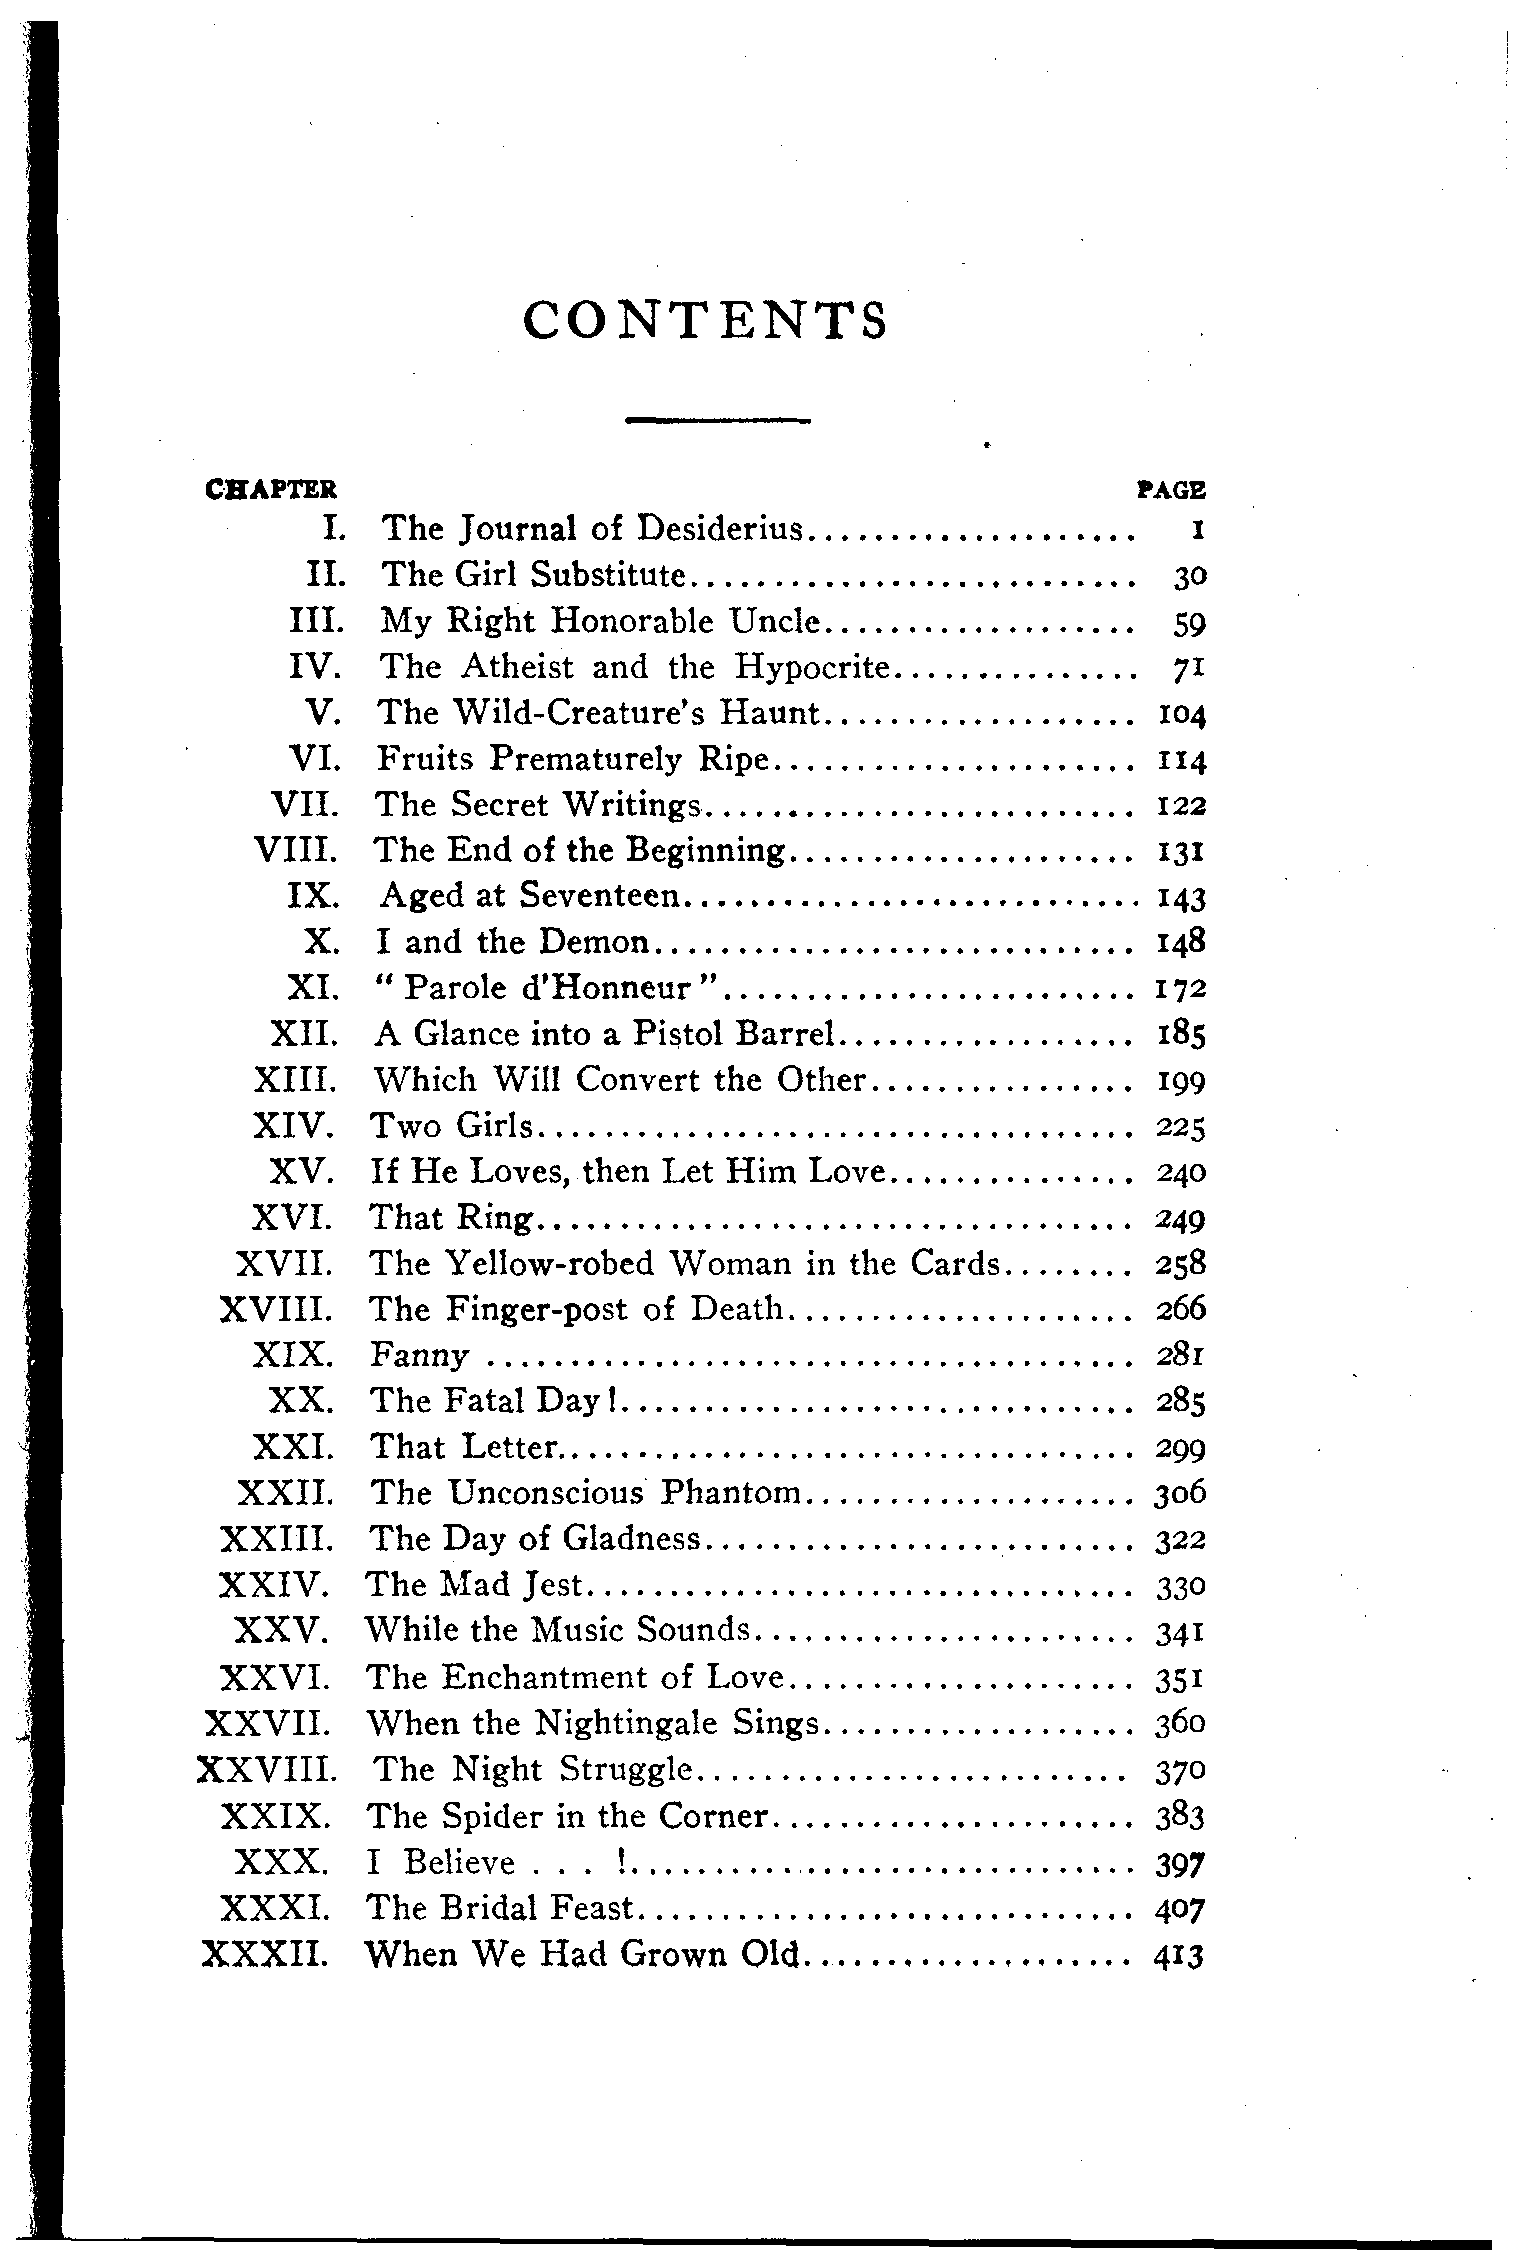 CONTENTS
CHAPTER PAGE
I. The Journal of Desiderius.................... 1
II. The Girl Substitute........................... 30
III. My Right Honorable Uncle................... 59
IV. The Atheist and the Hypocrite............... 71
V. The Wild-Creature's Haunt................... 104
VI. Fruits Prematurely Ripe...................... 114
VII. The Secret Writings.......................... 122
VIII. The End of the Beginning..................... 131
IX. Aged at Seventeen............................ 143
X. I and the Demon............................. 148
XI. "Parole d'Honneur"......................... 172
XII. A Glance into a Pistol Barrel.................. 185
XIII. Which Will Convert the Other................ 199
XIV. Two Girls.................................... 225
XV. If He Loves, then Let Him Love............... 240
XVI. That Ring.................................... 249
XVII. The Yellow-robed Woman in the Cards........ 258
XVIII. The Finger-post of Death..................... 266
XIX. Fanny ....................................... 281
XX. The Fatal Day!............................... 285
XXI. That Letter................................... 299
XXII. The Unconscious Phantom.................... 306
XXIII. The Day of Gladness.......................... 322
XXIV. The Mad Jest................................. 330
XXV. While the Music Sounds....................... 341
XXVI. The Enchantment of Love..................... 351
XXVII. When the Nightingale Sings................... 360
XXVIII. The Night Struggle.......................... 370
XXIX. The Spider in the Corner...................... 383
XXX. I Believe . . . !............................... 397
XXXI. The Bridal Feast.............................. 407
XXXII. When We Had Grown Old.................... 413